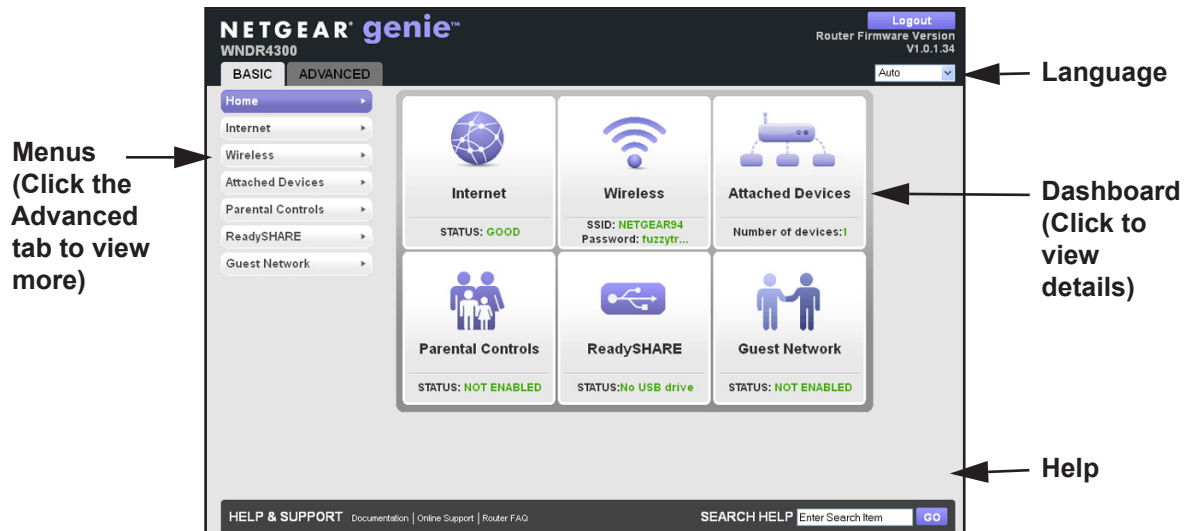 NETGEAR® genie™
WNDR4300
Logout
Router Firmware Version
V1.0.1.34
BASIC
ADVANCED
Auto
Language
Home
Internet
Wireless
Attached Devices
Parental Controls
ReadySHARE
Guest Network
Menus
(Click the
Advanced
tab to view
more)
Internet
STATUS: GOOD
Wireless
SSID: NETGEAR94
Password: fuzzytr...
Attached Devices
Number of devices:1
Parental Controls
STATUS: NOT ENABLED
ReadySHARE
STATUS:No USB drive
Guest Network
STATUS: NOT ENABLED
Dashboard
(Click to
view
details)
Help
HELP & SUPPORT Documentation | Online Support | Router FAQ
SEARCH HELP Enter Search Item GO